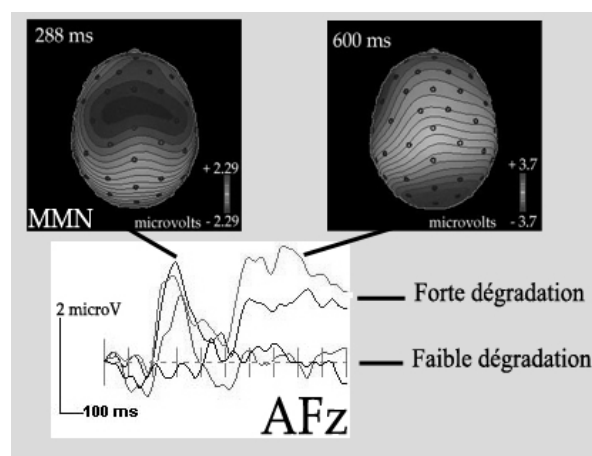 288 ms
600 ms
+ 2.29
- 2.29
microvolts
MMN
+ 3.7
- 3.7
microvolts
2 microV
100 ms
Forte dégradation
Faible dégradation
AFz